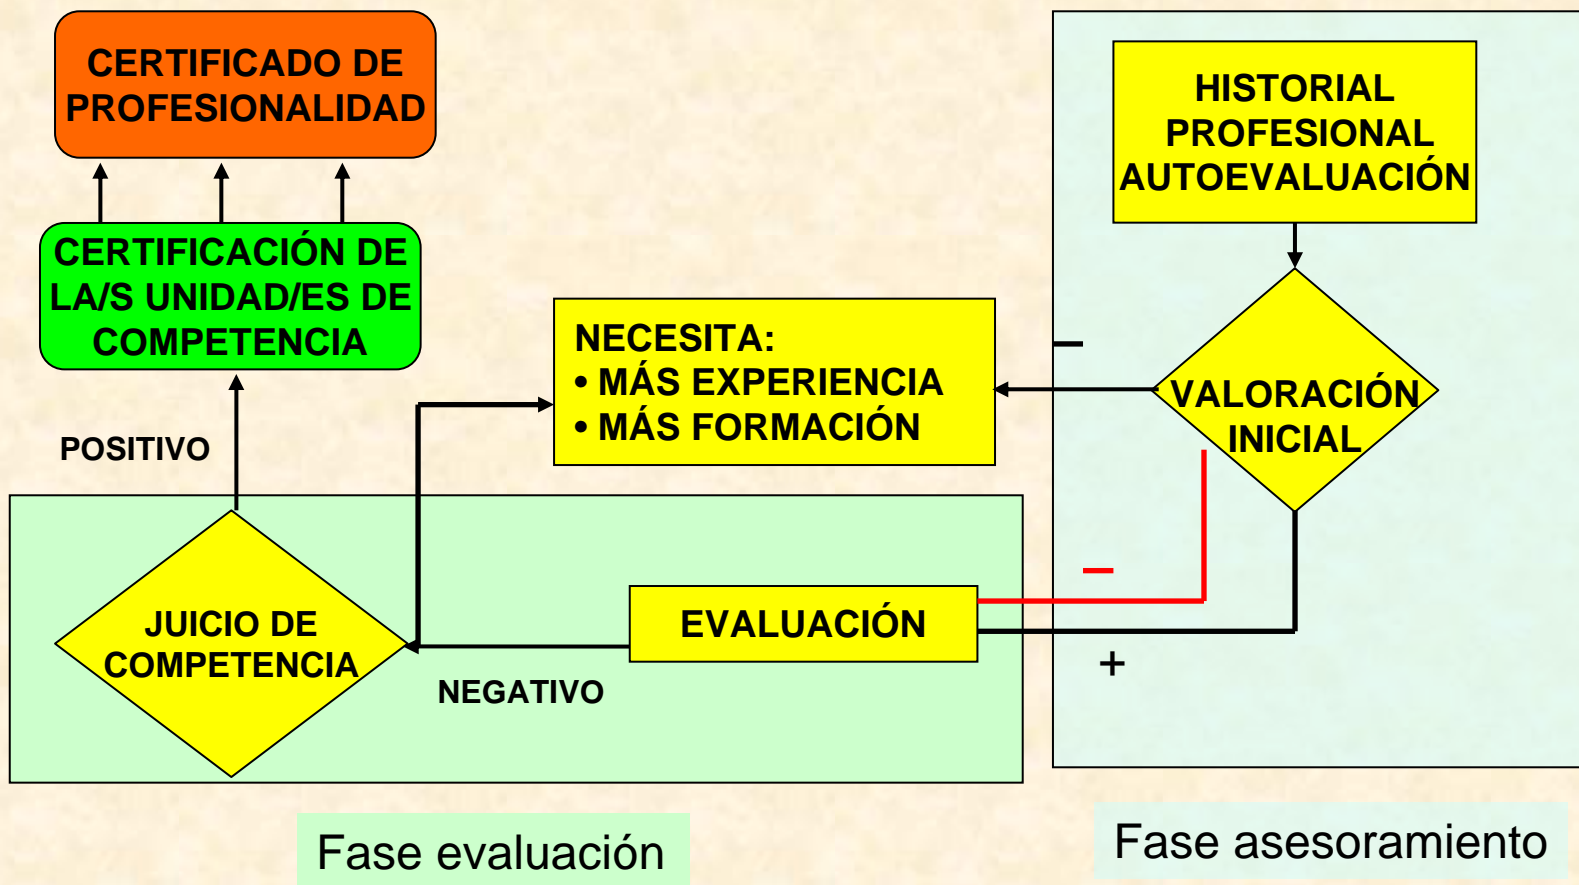 CERTIFICADO DE
PROFESIONALIDAD
CERTIFICACIÓN DE
LA/S UNIDAD/ES DE
COMPETENCIA
POSITIVO
JUICIO DE
COMPETENCIA
NEGATIVO
EVALUACIÓN
NECESITA:
• MÁS EXPERIENCIA
• MÁS FORMACIÓN
HISTORIAL
PROFESIONAL
AUTOEVALUACIÓN
VALORACIÓN
INICIAL
–
–
+
Fase evaluación
Fase asesoramiento